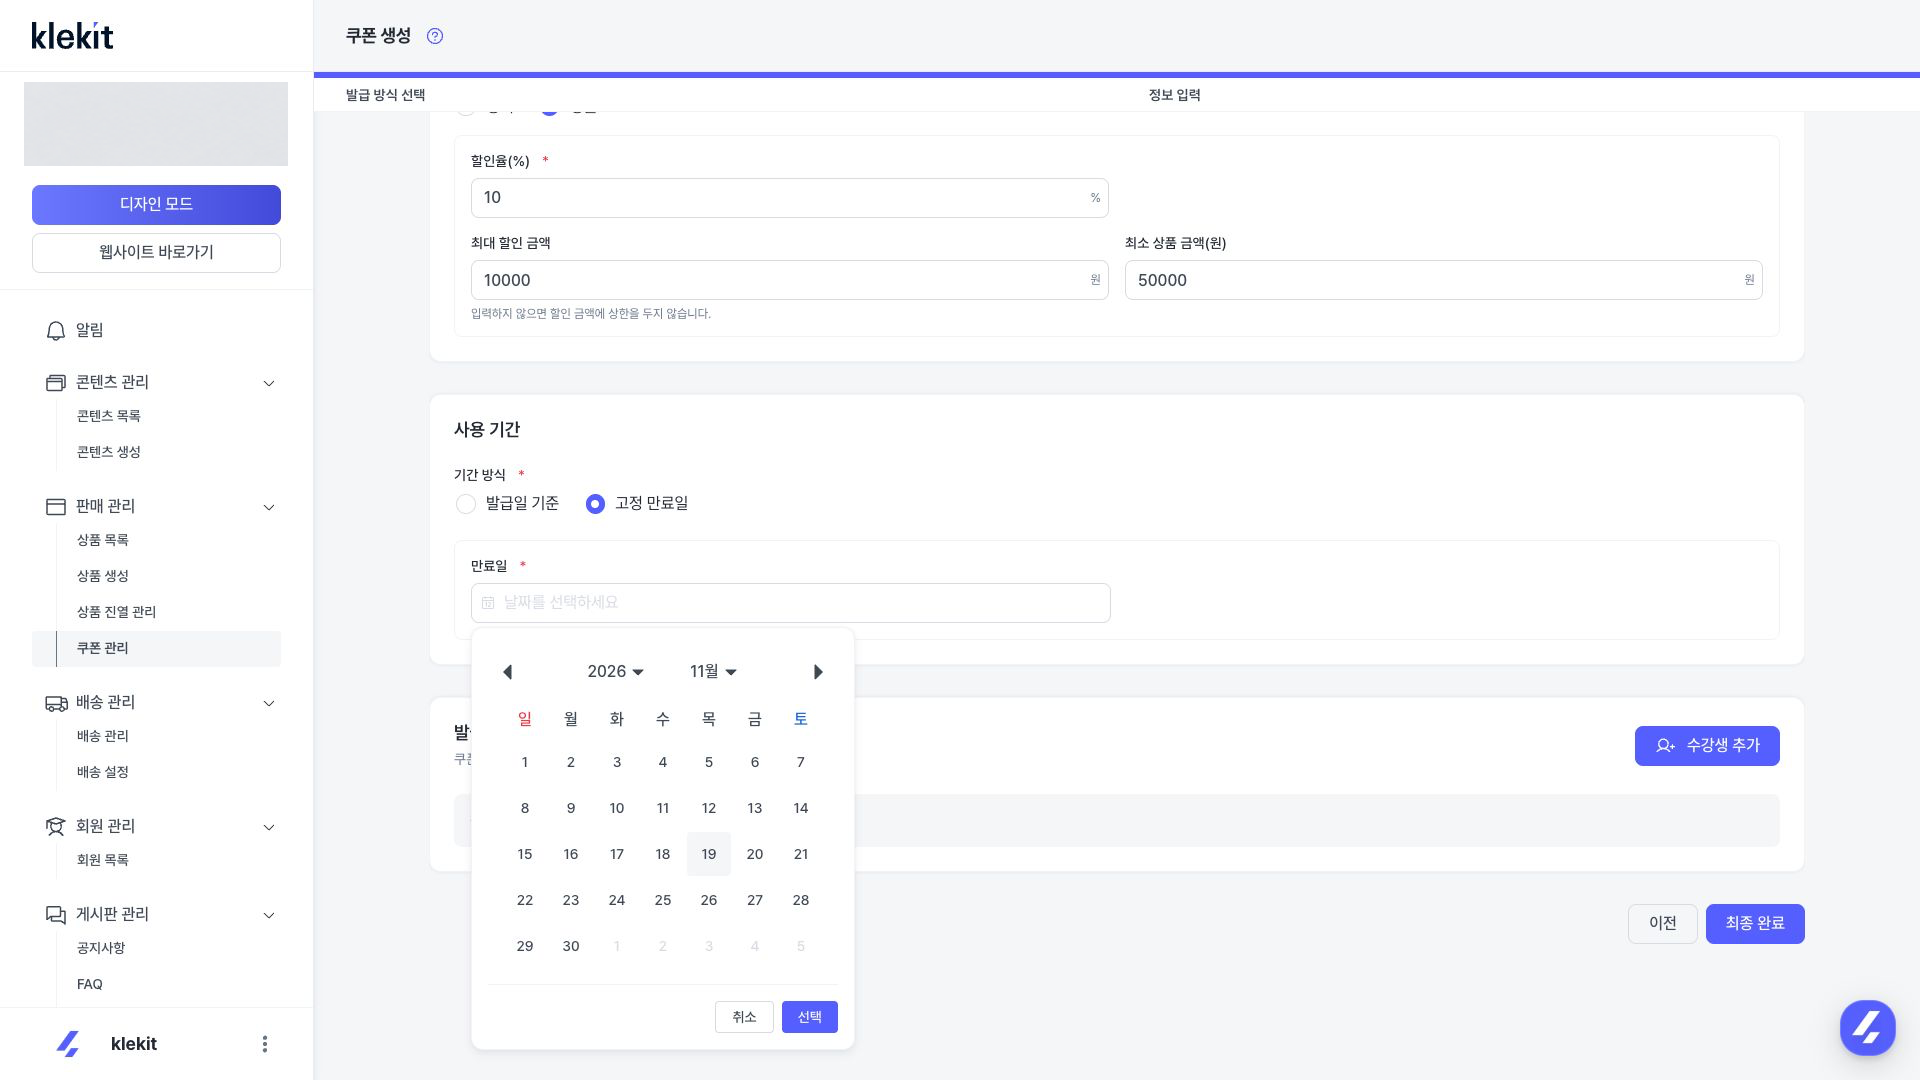 klekit
쿠폰 생성
발급 방식 선택
정보 입력
디자인 모드
웹사이트 바로가기
알림
콘텐츠 관리
콘텐츠 목록
콘텐츠 생성
판매 관리
상품 목록
상품 생성
상품 진열 관리
쿠폰 관리
배송 관리
배송 관리
배송 설정
회원 관리
회원 목록
게시판 관리
공지사항
FAQ
klekit
할인율(%) *
10 %
최대 할인 금액
10000 원
입력하지 않으면 할인 금액에 상한을 두지 않습니다.
최소 상품 금액(원)
50000 원
사용 기간
기간 방식 *
발급일 기준 고정 만료일
만료일 *
날짜를 선택하세요
2026 11월
일 월 화 수 목 금 토
1 2 3 4 5 6 7
8 9 10 11 12 13 14
15 16 17 18 19 20 21
22 23 24 25 26 27 28
29 30 1 2 3 4 5
취소 선택
수강생 추가
이전 최종 완료